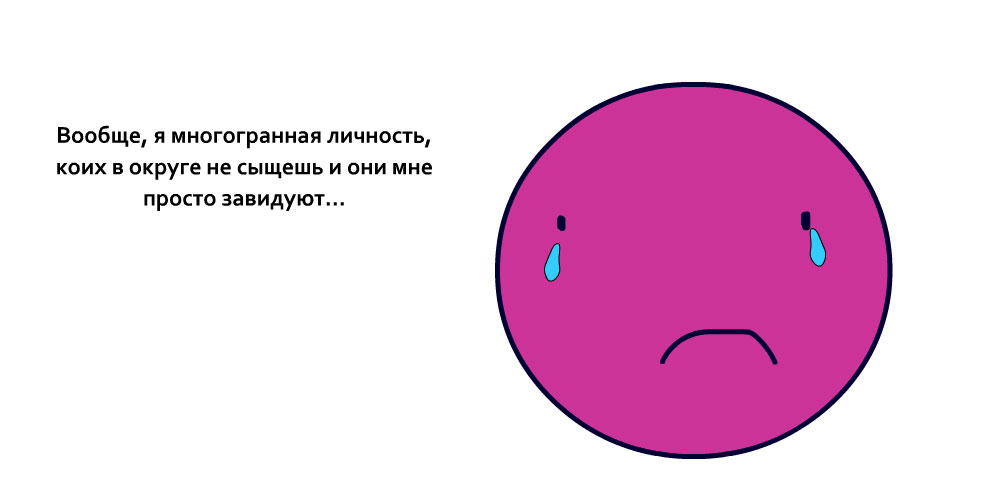 Вообще, я многогранная личность,
коих в округе не сыщешь и они мне
просто завидуют...